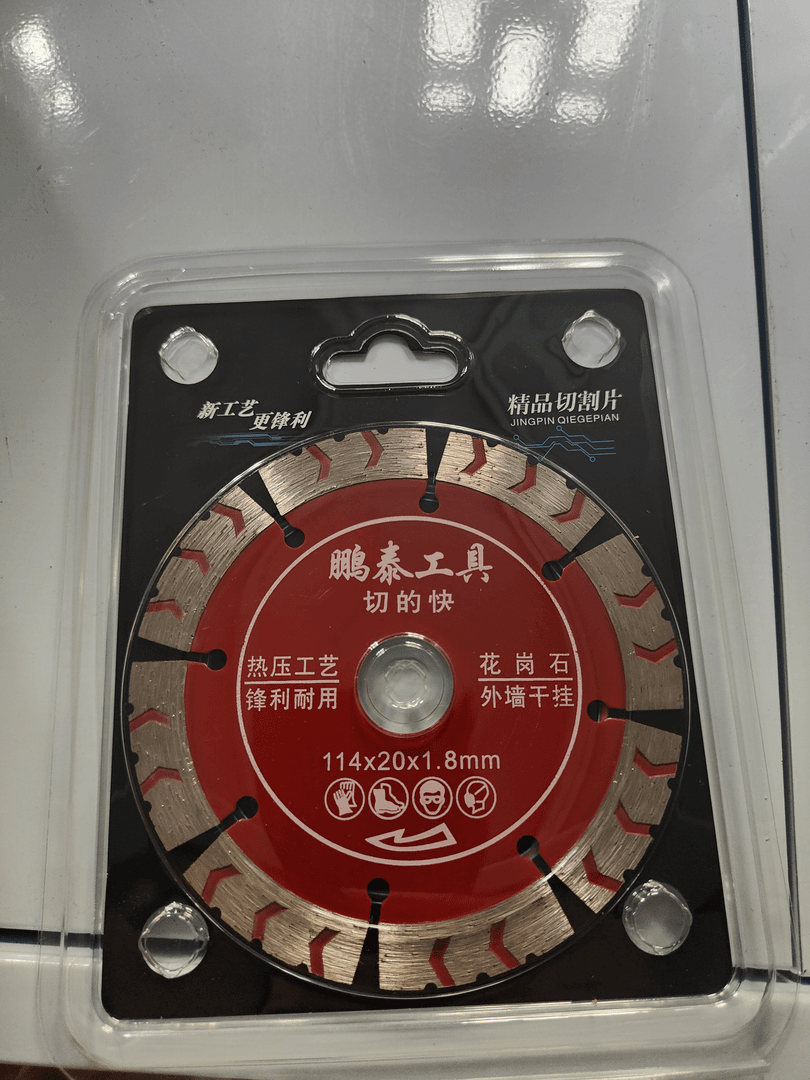 新工艺
更锋利
精品切割片
JINGPIN QIEGEPIAN
鹏泰工具
切的快
热压工艺
锋利耐用
花岗石
外墙干挂
114x20x1.8mm